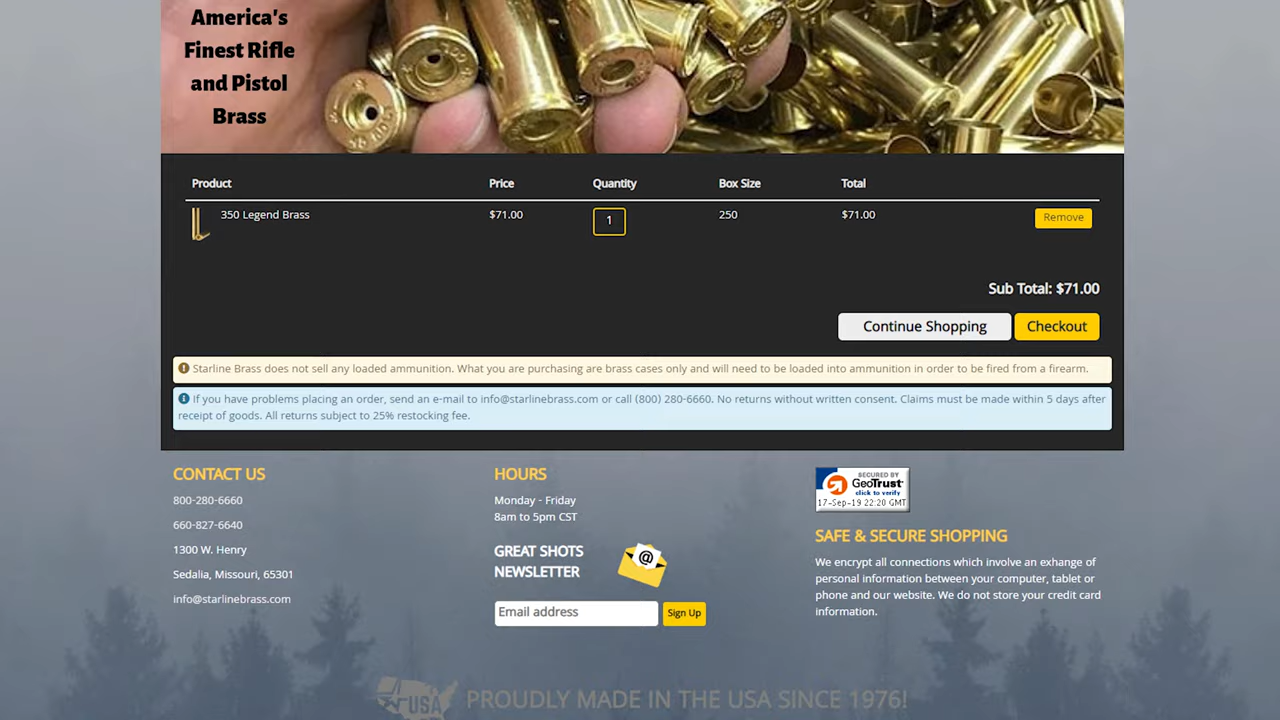 America's
Finest Rifle
and Pistol
Brass
Product Price Quantity Box Size Total
350 Legend Brass $71.00 1 250 $71.00 Remove
Sub Total: $71.00
Continue Shopping Checkout
Starline Brass does not sell any loaded ammunition. What you are purchasing are brass cases only and will need to be loaded into ammunition in order to be fired from a firearm.
If you have problems placing an order, send an e-mail to info@starlinebrass.com or call (800) 280-6660. No returns without written consent. Claims must be made within 5 days after
receipt of goods. All returns subject to 25% restocking fee.
CONTACT US
800-280-6660
660-827-6640
1300 W. Henry
Sedalia, Missouri, 65301
info@starlinebrass.com
HOURS
Monday - Friday
8am to 5pm CST
GREAT SHOTS
NEWSLETTER
Email address Sign Up
SECURED BY
GeoTrust
click to verify
17-Sep-19 22:20 GMT
SAFE & SECURE SHOPPING
We encrypt all connections which involve an exhange of
personal information between your computer, tablet or
phone and our website. We do not store your credit card
information.
USA PROUDLY MADE IN THE USA SINCE 1976!